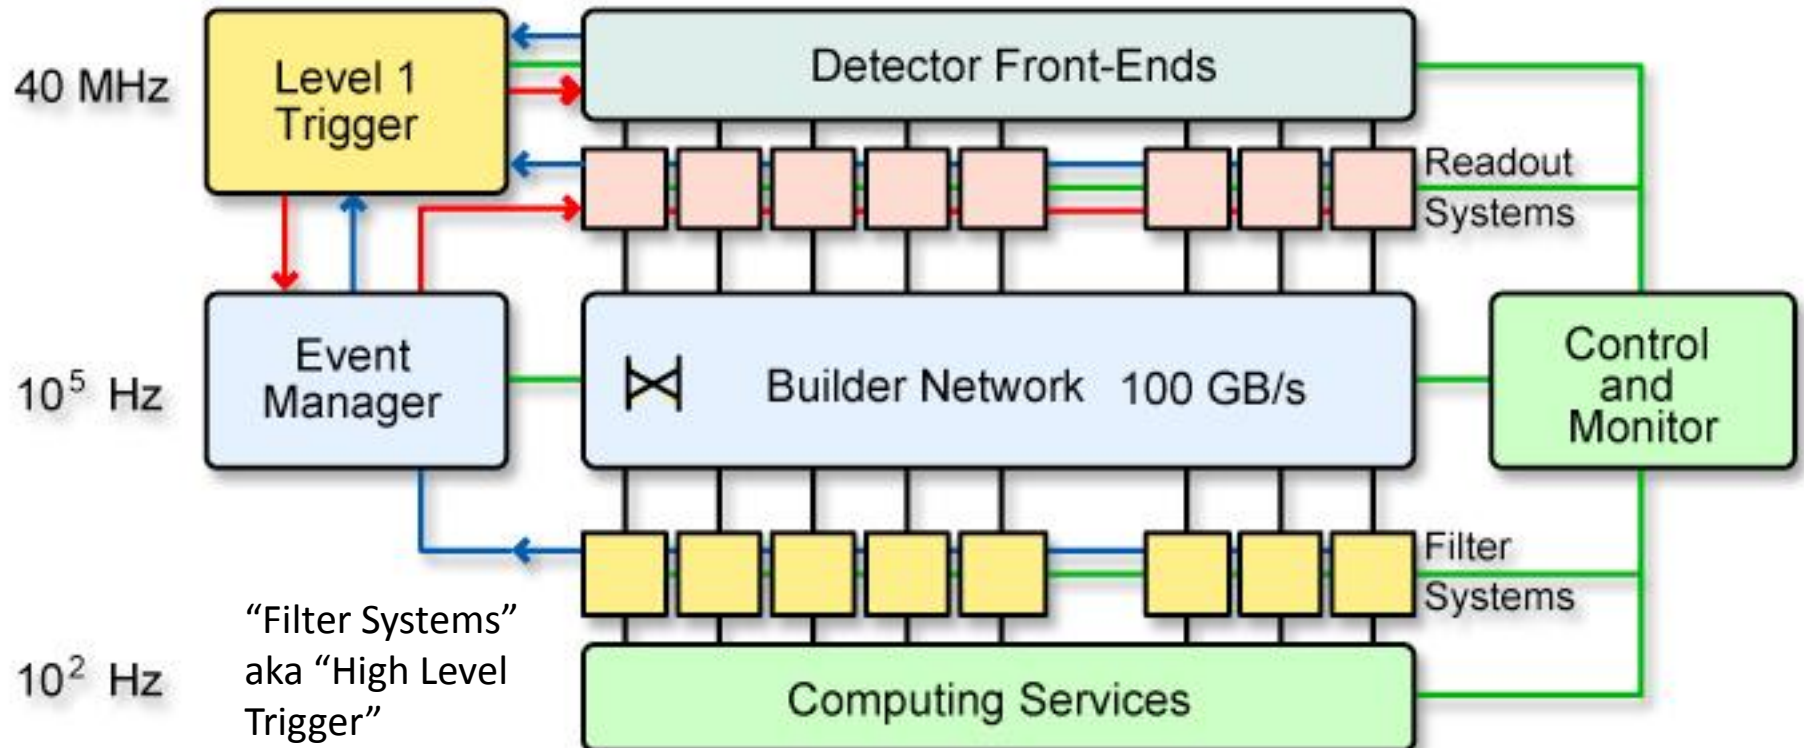 40 MHz
Level 1
Trigger
Detector Front-Ends
Readout
Systems
10⁵ Hz
Event
Manager
Builder Network 100 GB/s
Control
and
Monitor
Filter
Systems
10² Hz
“Filter Systems”
aka “High Level
Trigger”
Computing Services